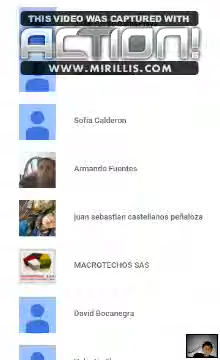 THIS VIDEO WAS CAPTURED WITH
ACTION!
WWW.MIRILLIS.COM
Sofia Calderon
Armando Fuentes
juan sebastian castellanos peñaloza
MACROTECHOS SAS
David Bocanegra